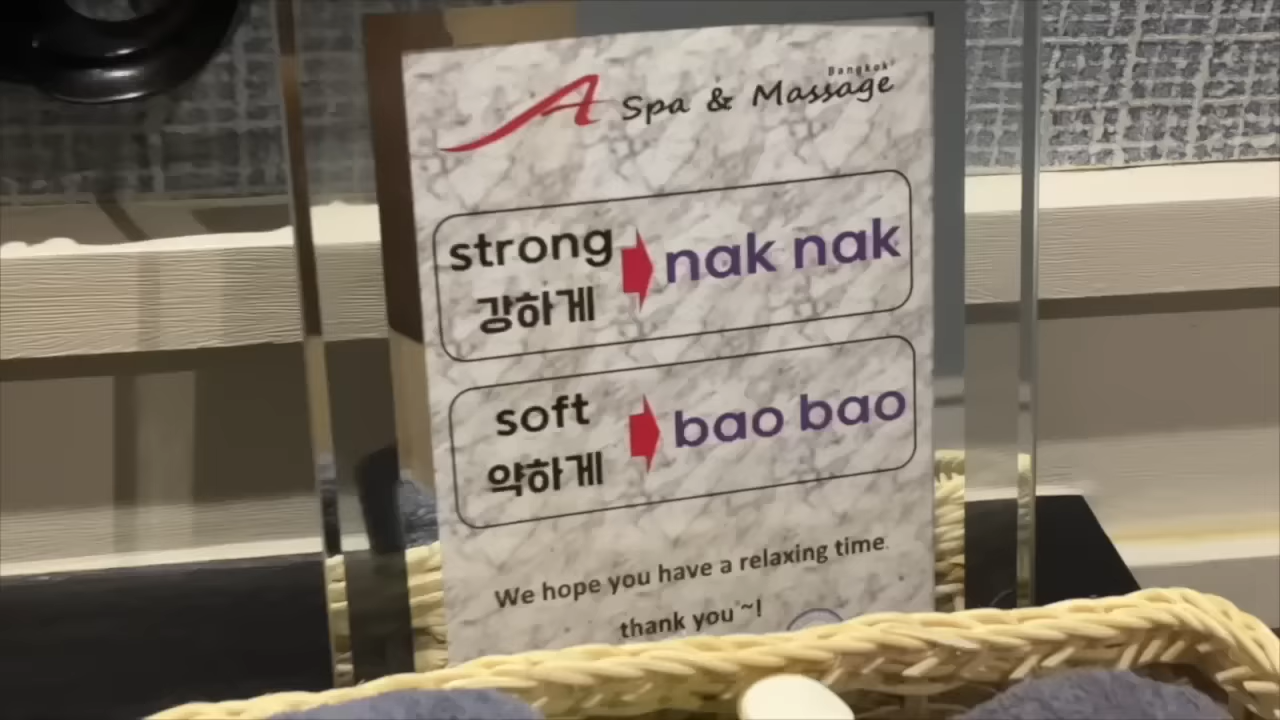 Bangkok
A Spa & Massage
strong
강하게
nak nak
soft
약하게
bao bao
We hope you have a relaxing time.
thank you~!